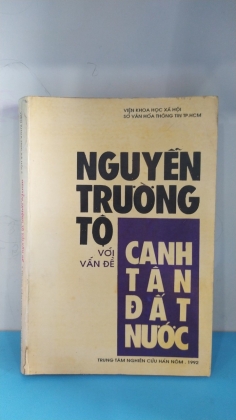 VIỆN KHOA HỌC XÃ HỘI
SỞ VĂN HÓA THÔNG TIN TP.HCM
NGUYỄN
TRƯỜNG
TỘ
VỚI
VẤN ĐỀ
CANH
TÂN
ĐẤT
NƯỚC
TRUNG TÂM NGHIÊN CỨU HÁN NÔM . 1992